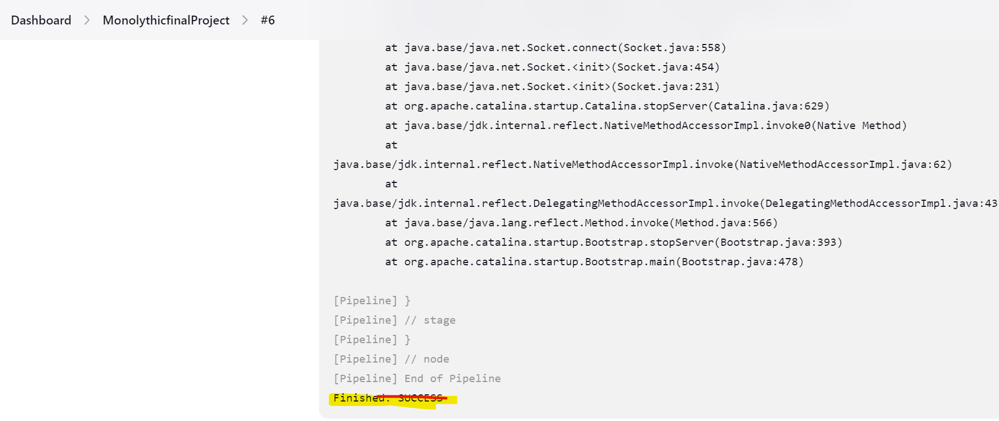 Dashboard > MonolythicfinalProject > #6
at java.base/java.net.Socket.connect(Socket.java:558)
at java.base/java.net.Socket.<init>(Socket.java:454)
at java.base/java.net.Socket.<init>(Socket.java:231)
at org.apache.catalina.startup.Catalina.stopServer(Catalina.java:629)
at java.base/jdk.internal.reflect.NativeMethodAccessorImpl.invoke0(Native Method)
at
java.base/jdk.internal.reflect.NativeMethodAccessorImpl.invoke(NativeMethodAccessorImpl.java:62)
at
java.base/jdk.internal.reflect.DelegatingMethodAccessorImpl.invoke(DelegatingMethodAccessorImpl.java:43
at java.base/java.lang.reflect.Method.invoke(Method.java:566)
at org.apache.catalina.startup.Bootstrap.stopServer(Bootstrap.java:393)
at org.apache.catalina.startup.Bootstrap.main(Bootstrap.java:478)
[Pipeline] }
[Pipeline] // stage
[Pipeline] }
[Pipeline] // node
[Pipeline] End of Pipeline
Finished: SUCCESS